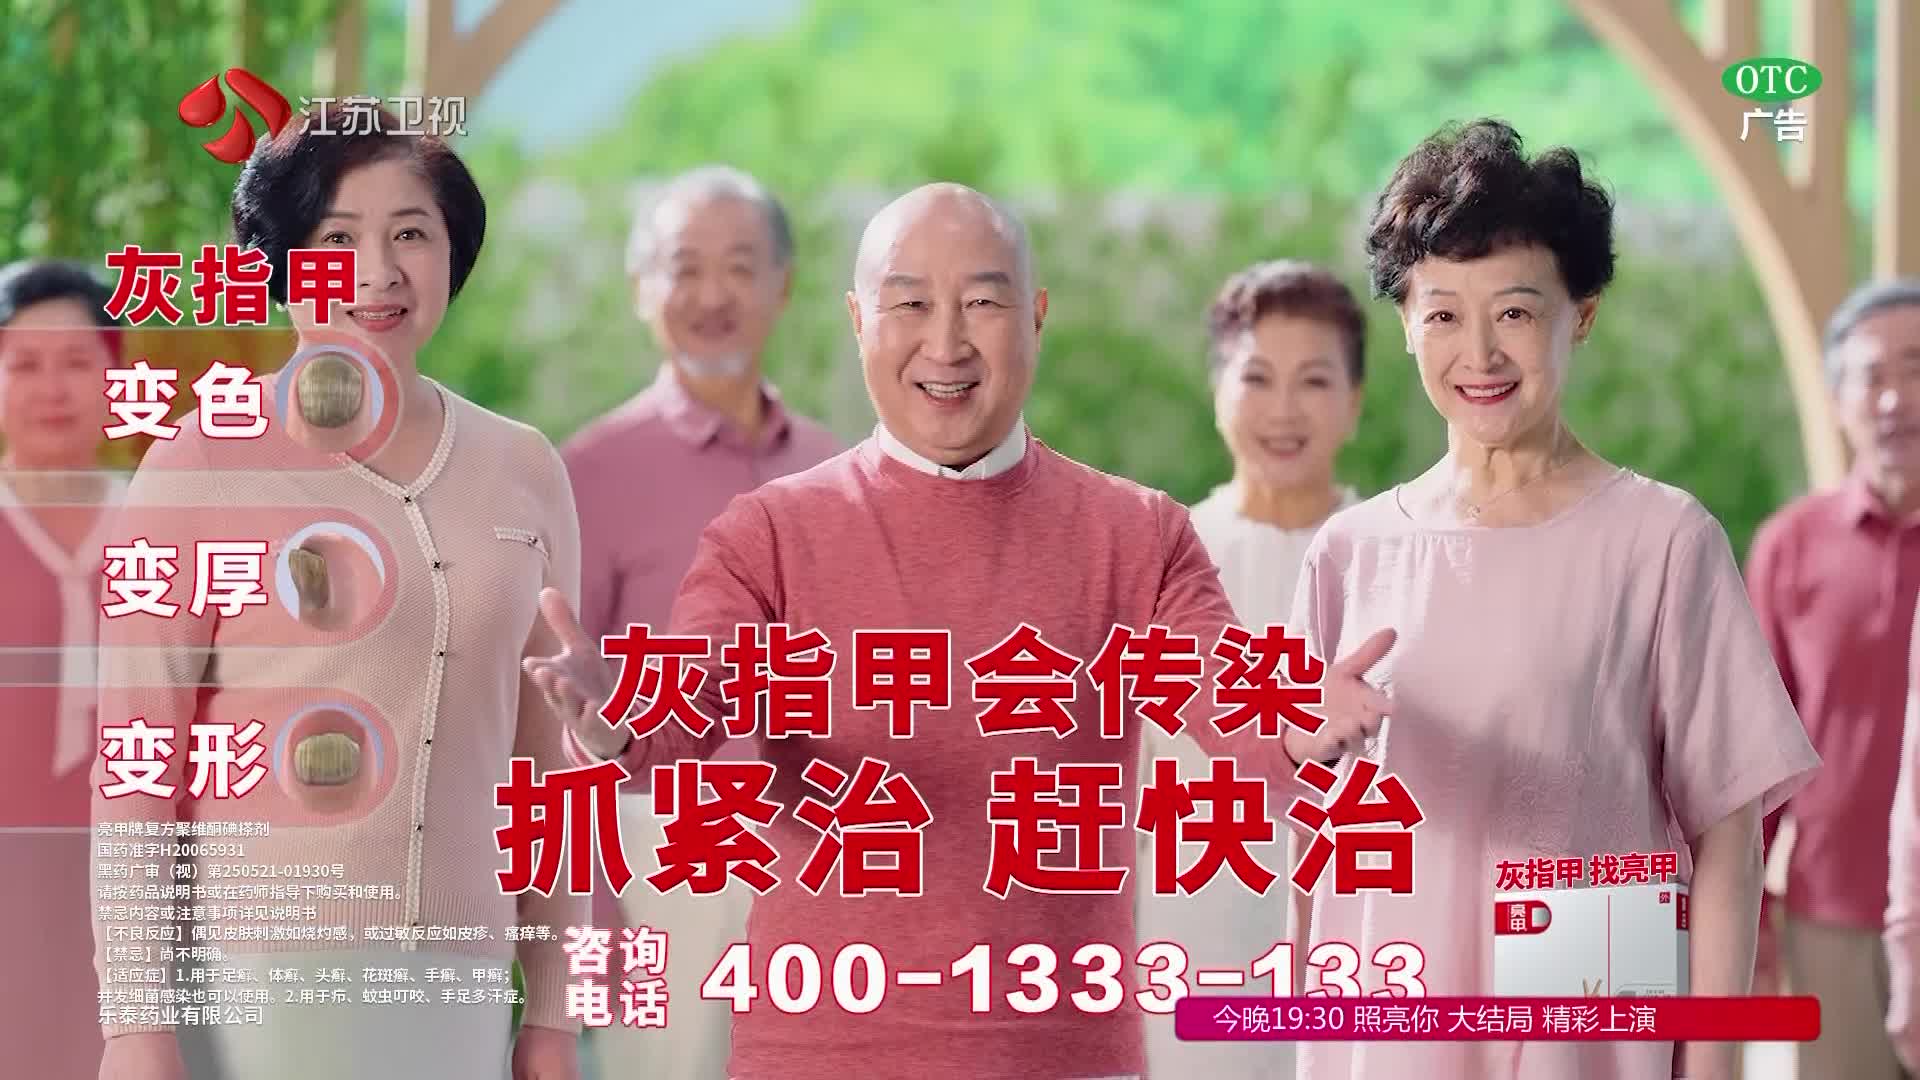 江苏卫视
OTC
广告
灰指甲
变色
变厚
变形
灰指甲会传染
抓紧治 赶快治
亮甲牌复方聚维酮碘搽剂
国药准字H20065931
黑药广审（视）第250521-01930号
请按药品说明书或在药师指导下购买和使用。
禁忌内容或注意事项详见说明书
【不良反应】偶见皮肤刺激如烧灼感，或过敏反应如皮疹、瘙痒等。
【禁忌】尚不明确。
【适应症】1.用于足癣、体癣、头癣、花斑癣、手癣、甲癣；
并发细菌感染也可以使用。2.用于疖、蚊虫叮咬、手足多汗症。
乐泰药业有限公司
咨询
电话
400-1333-133
灰指甲 找亮甲
亮甲
外
今晚19:30 照亮你 大结局 精彩上演